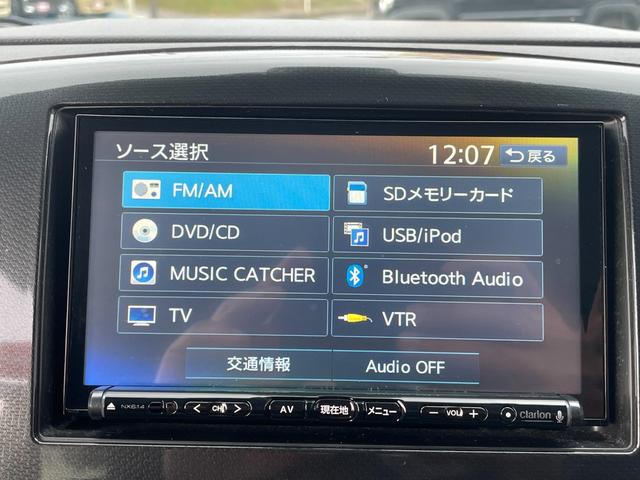 ソース選択 12:07 戻る
FM/AM SDメモリーカード
DVD/CD USB/iPod
MUSIC CATCHER Bluetooth Audio
TV VTR
交通情報 Audio OFF
NX614 CH AV 現在地 メニュー − VOL + clarion